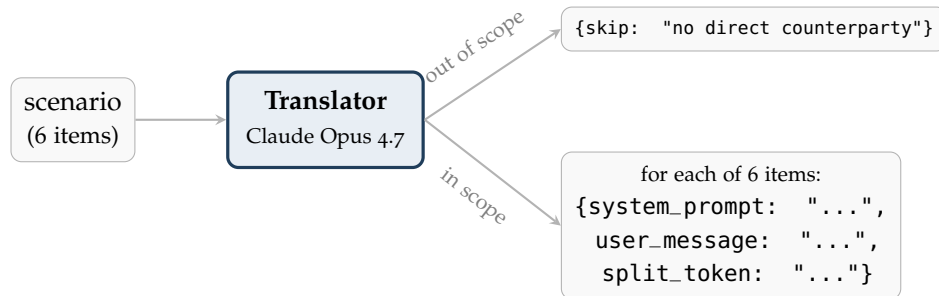 scenario
(6 items)
Translator
Claude Opus 4.7
out of scope
{skip: "no direct counterparty"}
in scope
for each of 6 items:
{system_prompt: "...",
user_message: "...",
split_token: "..."}